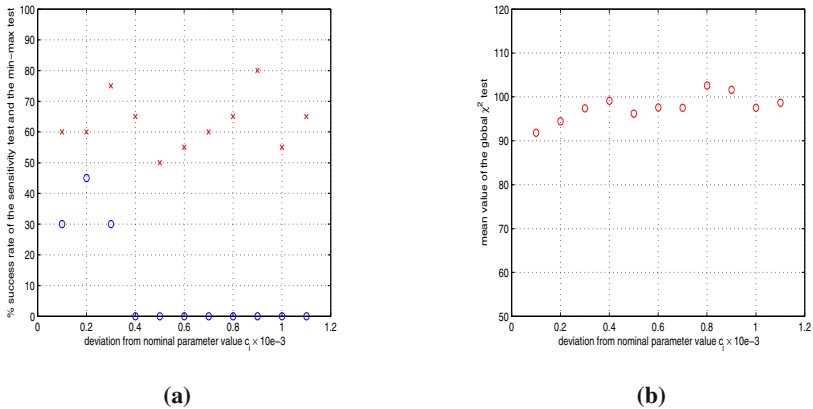 % success rate of the sensitivity test and the min−max test
100
90
80
70
60
50
40
30
20
10
0
0 0.2 0.4 0.6 0.8 1 1.2
deviation from nominal parameter value c_i × 10e−3
(a)
mean value of the global χ² test
120
110
100
90
80
70
60
50
0 0.2 0.4 0.6 0.8 1 1.2
deviation from nominal parameter value c_i × 10e−3
(b)